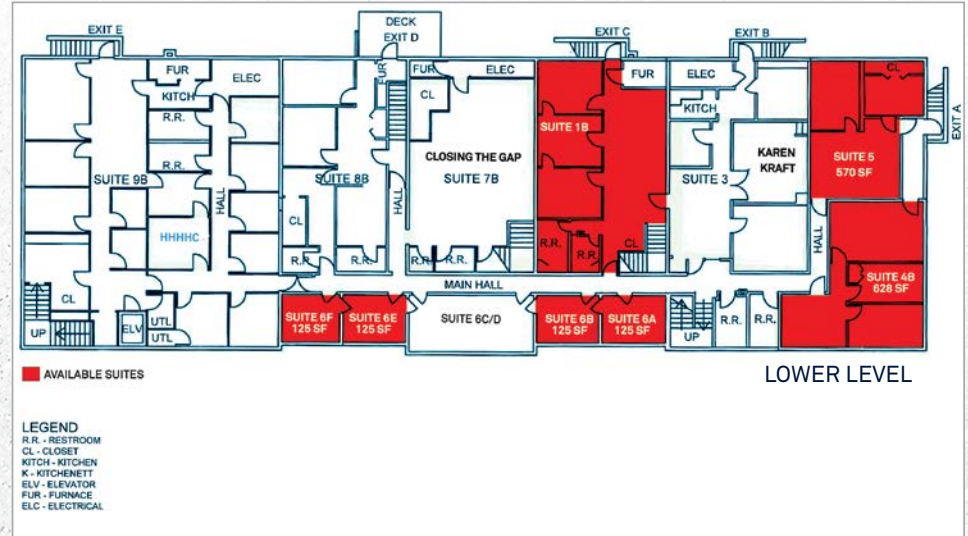 EXIT E
DECK
EXIT D
EXIT C
EXIT B
EXIT A
FUR
KITCH
ELEC
R.R.
R.R.
SUITE 9B
HHHHC
HALL
CL
UP
ELV
UTL
UTL
FUR
SUITE 8B
CL
R.R.
R.R.
HALL
FUR
ELEC
CL
CLOSING THE GAP
SUITE 7B
R.R.
R.R.
SUITE 1B
FUR
R.R.
R.R.
CL
ELEC
KITCH
SUITE 3
KAREN
KRAFT
CL
SUITE 5
570 SF
HALL
SUITE 4B
628 SF
MAIN HALL
SUITE 6F
125 SF
SUITE 6E
125 SF
SUITE 6C/D
SUITE 6B
125 SF
SUITE 6A
125 SF
UP
R.R.
R.R.
AVAILABLE SUITES
LOWER LEVEL
LEGEND
R.R. - RESTROOM
CL - CLOSET
KITCH - KITCHEN
K - KITCHENETT
ELV - ELEVATOR
FUR - FURNACE
ELC - ELECTRICAL